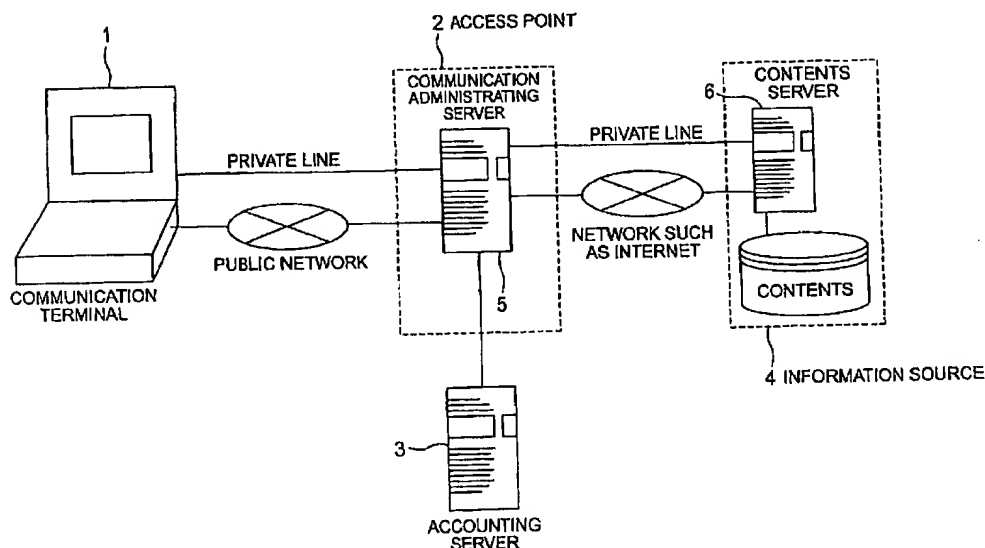 1
2 ACCESS POINT
COMMUNICATION
ADMINISTRATING
SERVER
CONTENTS
SERVER
6
PRIVATE LINE
PRIVATE LINE
PUBLIC NETWORK
NETWORK SUCH
AS INTERNET
COMMUNICATION
TERMINAL
5
CONTENTS
4 INFORMATION SOURCE
3
ACCOUNTING
SERVER